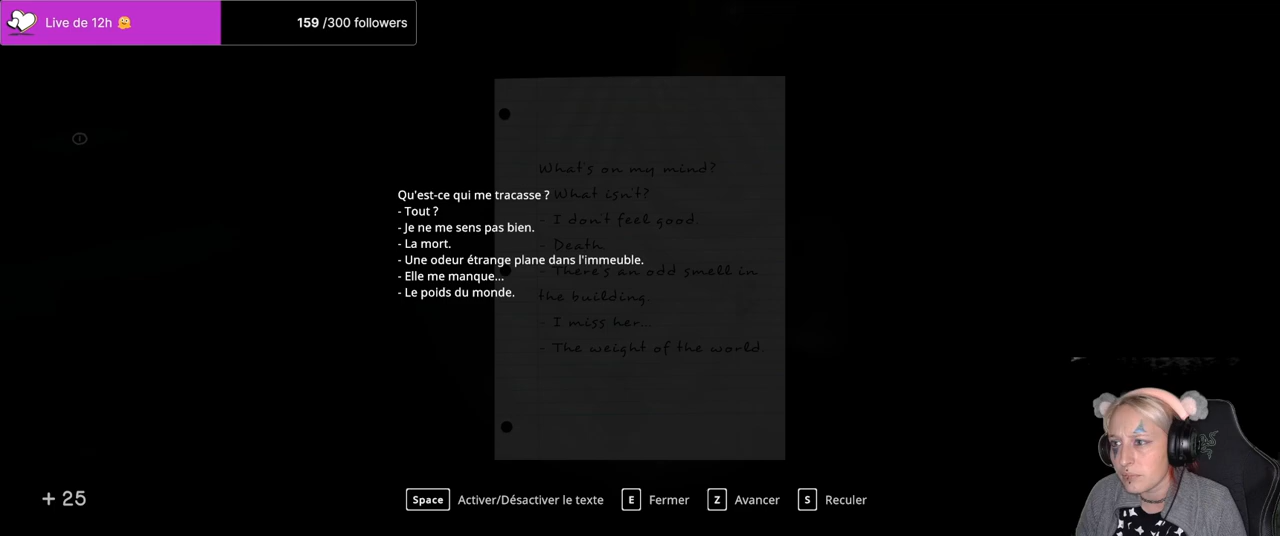 Live de 12h
159 /300 followers
What's on my mind?
- What isn't?
- I don't feel good.
- Death.
- There's an odd smell in
the building.
- I miss her...
- The weight of the world.
Qu'est-ce qui me tracasse ?
- Tout ?
- Je ne me sens pas bien.
- La mort.
- Une odeur étrange plane dans l'immeuble.
- Elle me manque...
- Le poids du monde.
+ 25
Space Activer/Désactiver le texte E Fermer Z Avancer S Reculer